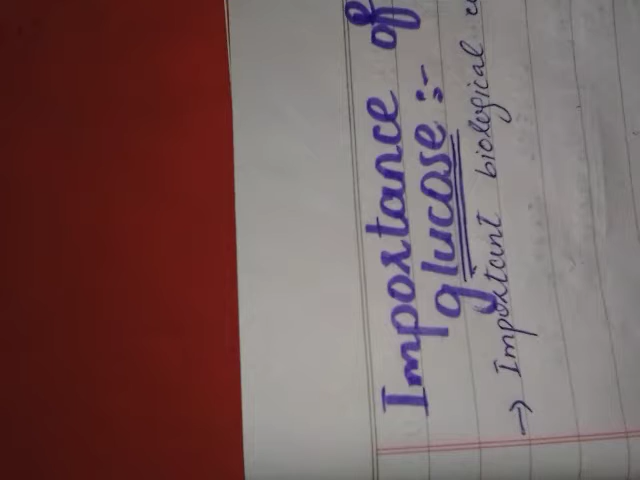 Importance of
glucose :-
→ Important biological